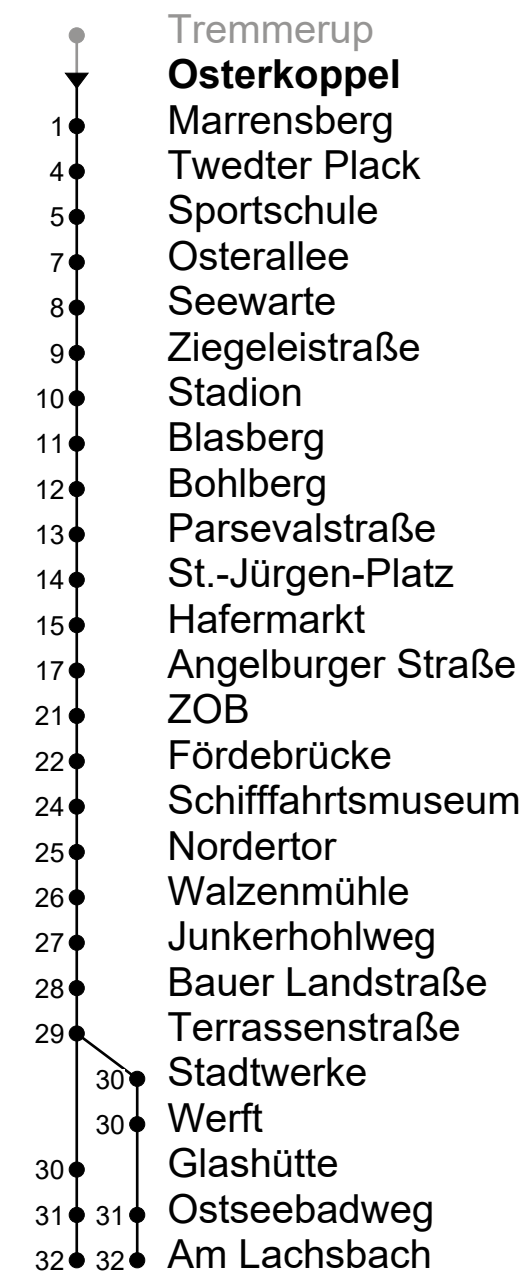 Tremmerup
Osterkoppel
1 Marrensberg
4 Twedter Plack
5 Sportschule
7 Osterallee
8 Seewarte
9 Ziegeleistraße
10 Stadion
11 Blasberg
12 Bohlberg
13 Parsevalstraße
14 St.-Jürgen-Platz
15 Hafermarkt
17 Angelburger Straße
21 ZOB
22 Fördebrücke
24 Schifffahrtsmuseum
25 Nordertor
26 Walzenmühle
27 Junkerhohlweg
28 Bauer Landstraße
29 Terrassenstraße
30 Stadtwerke
30 Werft
30 Glashütte
31 31 Ostseebadweg
32 32 Am Lachsbach